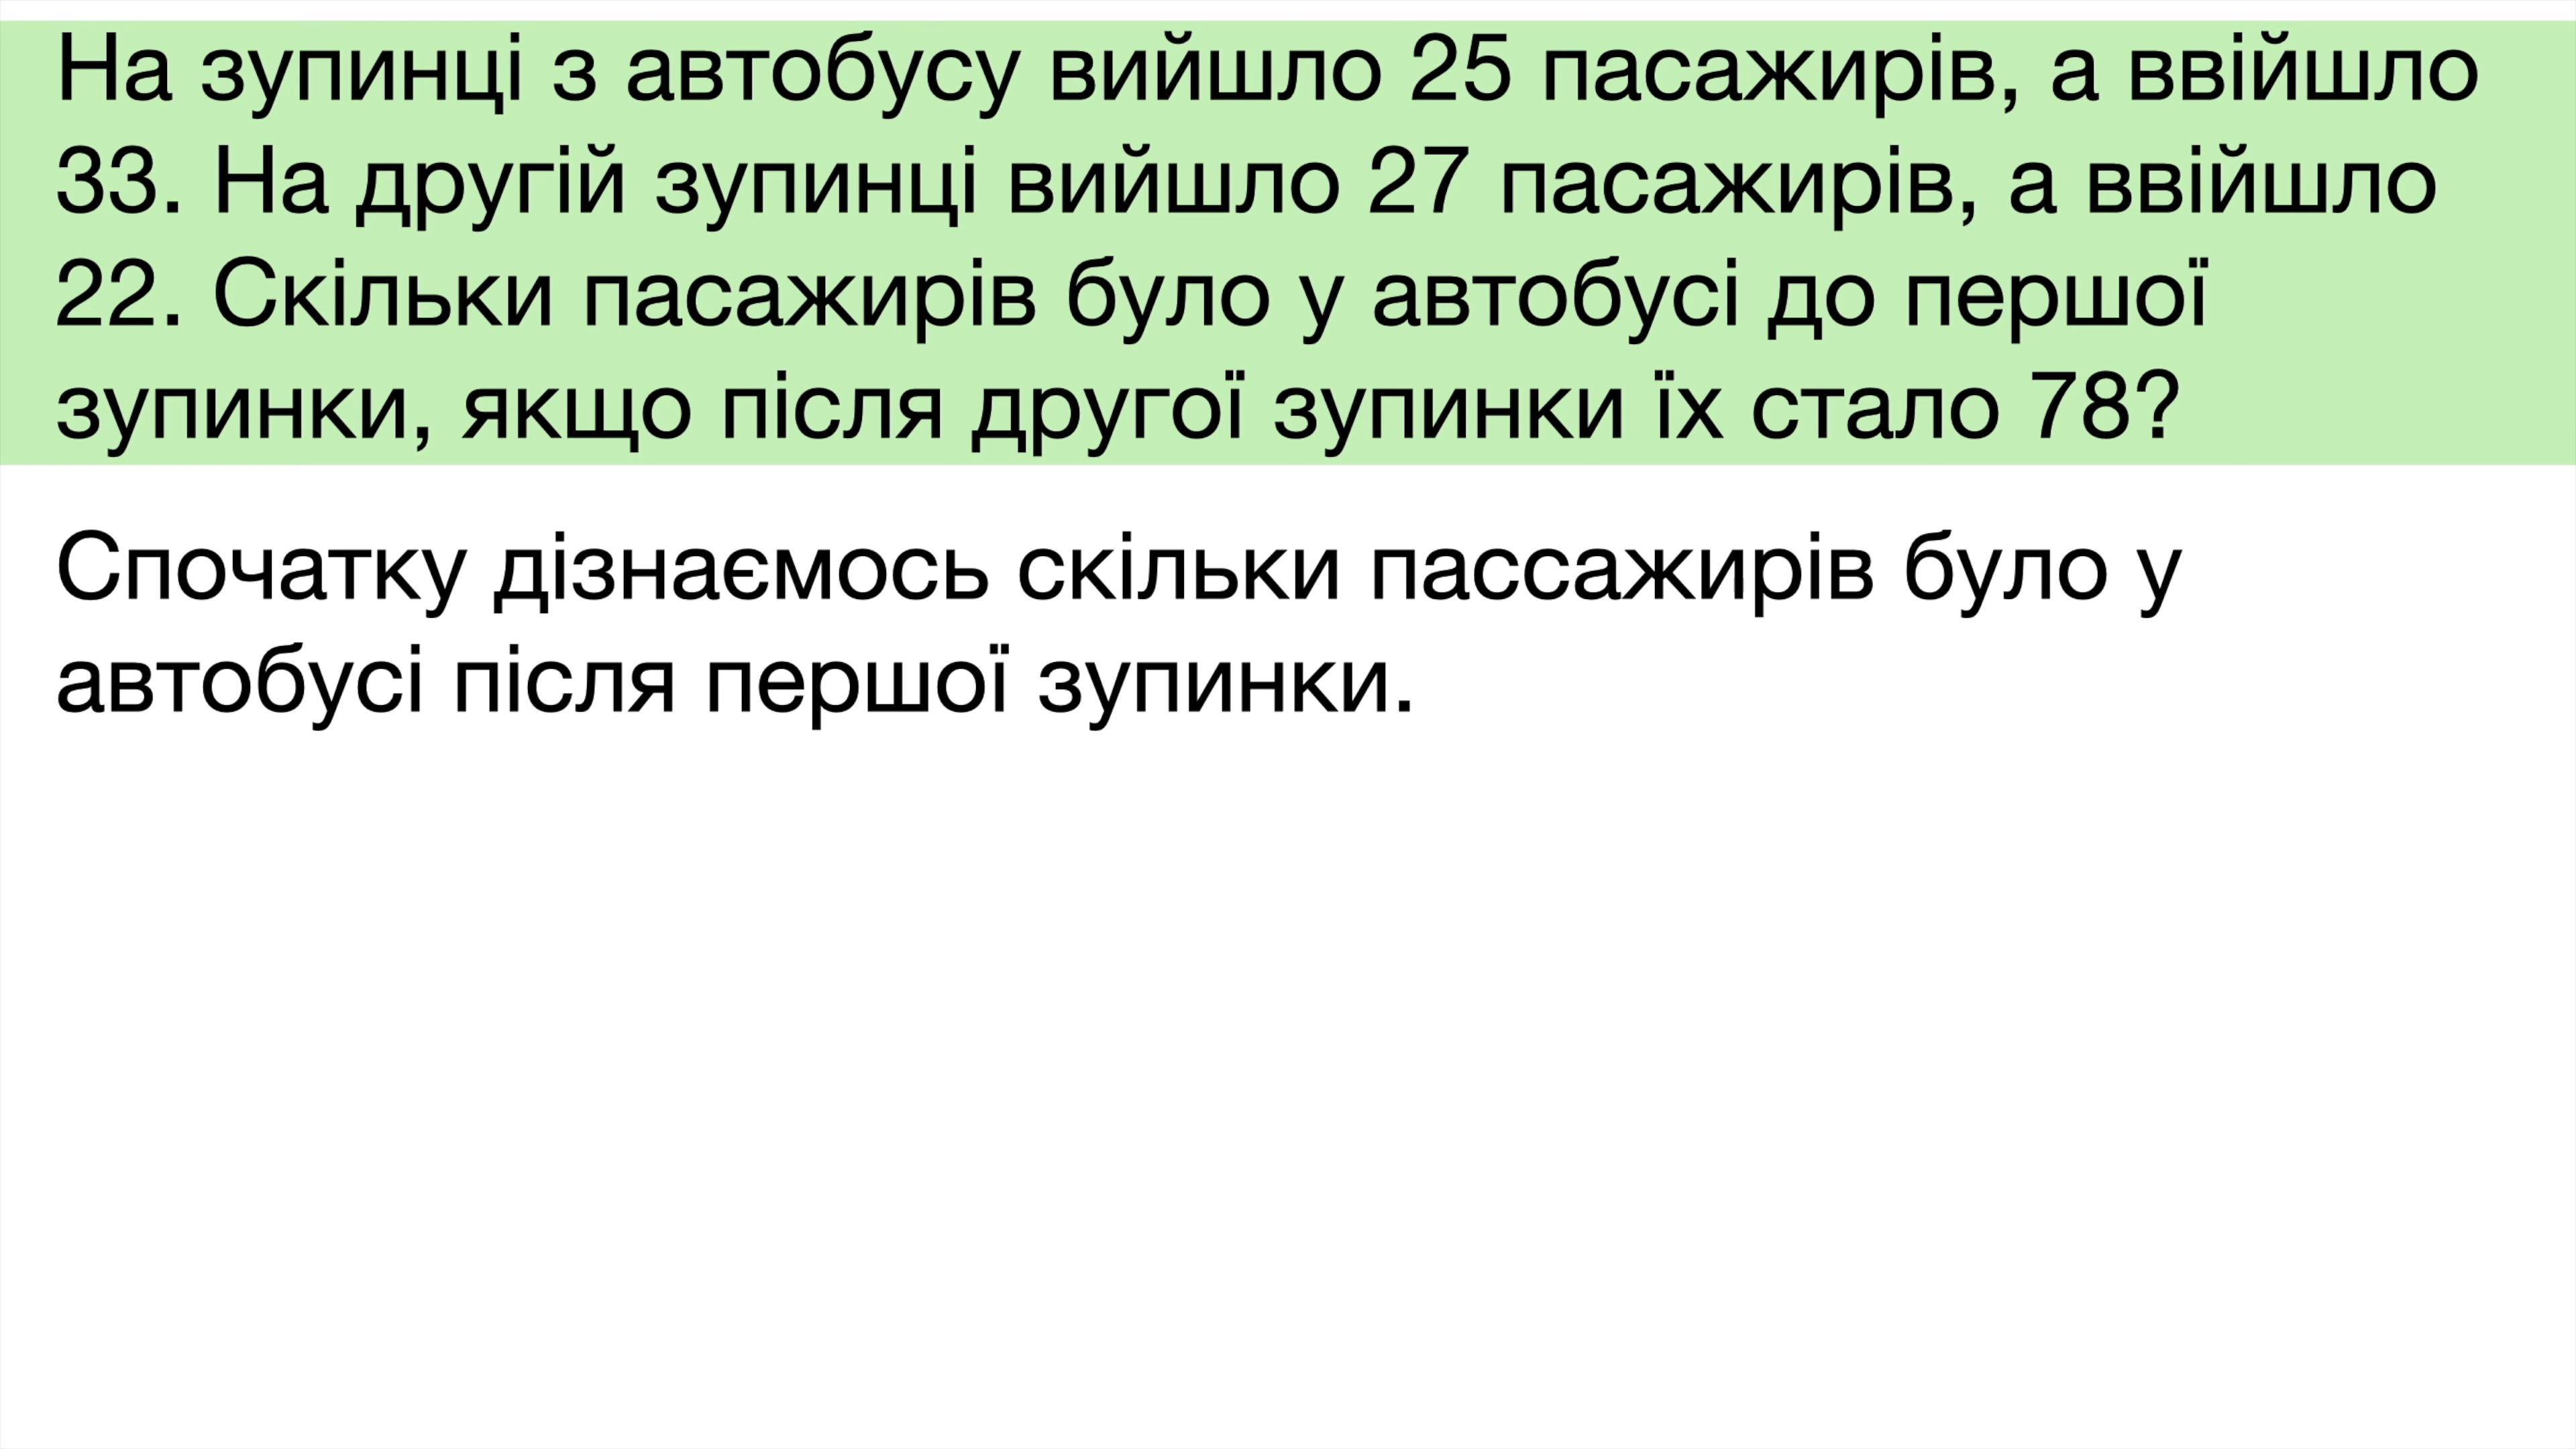 На зупинці з автобусу вийшло 25 пасажирів, а ввійшло
33. На другій зупинці вийшло 27 пасажирів, а ввійшло
22. Скільки пасажирів було у автобусі до першої
зупинки, якщо після другої зупинки їх стало 78?
Спочатку дізнаємось скільки пассажирів було у
автобусі після першої зупинки.